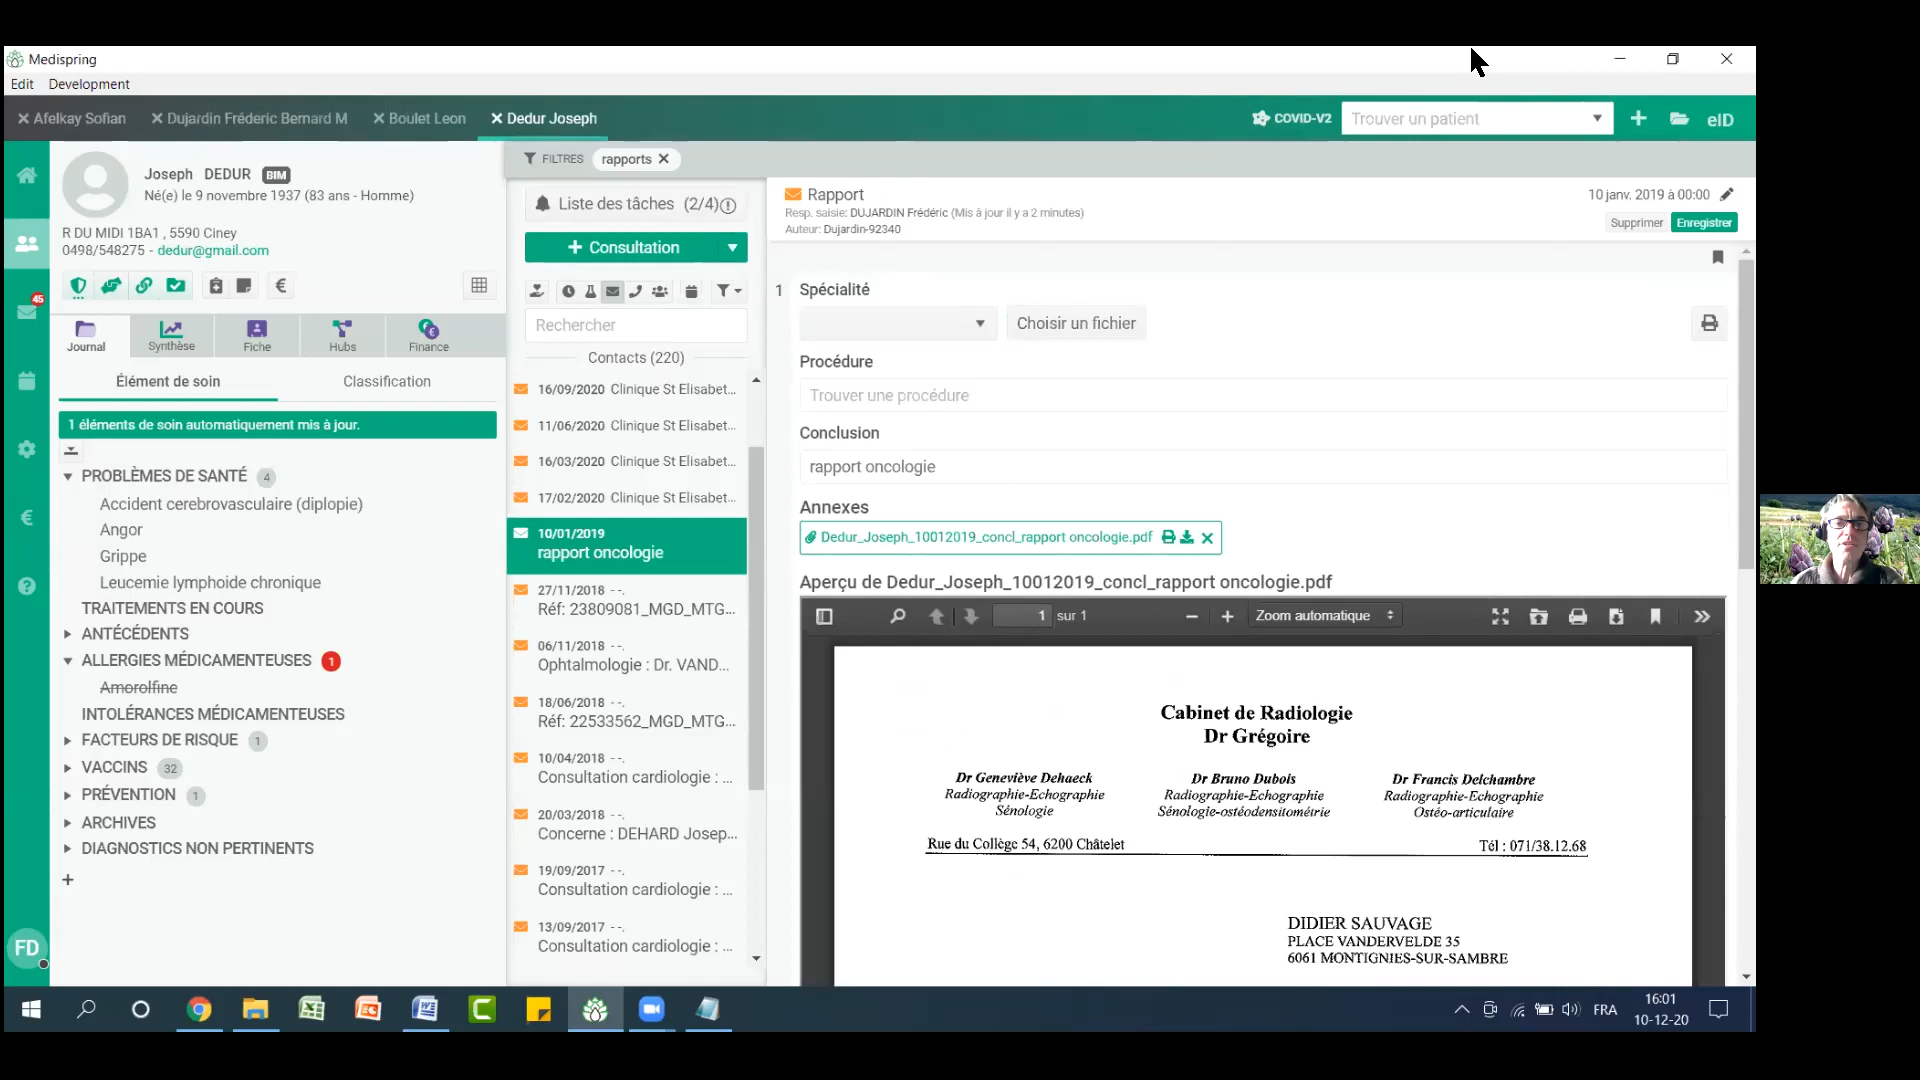 Medispring
Edit Development
Afelkay Sofian
Dujardin Fréderic Bernard M
Boulet Leon
Dedur Joseph
COVID-V2
Trouver un patient
eID
Joseph DEDUR BIM
Né(e) le 9 novembre 1937 (83 ans - Homme)
R DU MIDI 1BA1 , 5590 Ciney
0498/548275 - dedur@gmail.com
45
Journal
Synthèse
Fiche
Hubs
Finance
Élément de soin
Classification
1 éléments de soin automatiquement mis à jour.
PROBLÈMES DE SANTÉ 4
Accident cerebrovasculaire (diplopie)
Angor
Grippe
Leucemie lymphoide chronique
TRAITEMENTS EN COURS
ANTÉCÉDENTS
ALLERGIES MÉDICAMENTEUSES 1
Amorolfine
INTOLÉRANCES MÉDICAMENTEUSES
FACTEURS DE RISQUE 1
VACCINS 32
PRÉVENTION 1
ARCHIVES
DIAGNOSTICS NON PERTINENTS
FD
FILTRES
rapports
Liste des tâches (2/4)
Consultation
Rechercher
Contacts (220)
16/09/2020 Clinique St Elisabet...
11/06/2020 Clinique St Elisabet...
16/03/2020 Clinique St Elisabet...
17/02/2020 Clinique St Elisabet...
10/01/2019
rapport oncologie
27/11/2018 --.
Réf: 23809081_MGD_MTG...
06/11/2018 --.
Ophtalmologie : Dr. VAND...
18/06/2018 --.
Réf: 22533562_MGD_MTG...
10/04/2018 --.
Consultation cardiologie : ...
20/03/2018 --.
Concerne : DEHARD Josep...
19/09/2017 --.
Consultation cardiologie : ...
13/09/2017 --.
Consultation cardiologie : ...
Rapport
Resp. saisie: DUJARDIN Frédéric (Mis à jour il y a 2 minutes)
Auteur: Dujardin-92340
10 janv. 2019 à 00:00
Supprimer
Enregistrer
1
Spécialité
Choisir un fichier
Procédure
Trouver une procédure
Conclusion
rapport oncologie
Annexes
Dedur_Joseph_10012019_concl_rapport oncologie.pdf
Aperçu de Dedur_Joseph_10012019_concl_rapport oncologie.pdf
1 sur 1
Zoom automatique
Cabinet de Radiologie
Dr Grégoire
Dr Geneviève Dehaeck
Radiographie-Echographie
Sénologie
Dr Bruno Dubois
Radiographie-Echographie
Sénologie-ostéodensitométrie
Dr Francis Delchambre
Radiographie-Echographie
Ostéo-articulaire
Rue du Collège 54, 6200 Châtelet
Tél : 071/38.12.68
DIDIER SAUVAGE
PLACE VANDERVELDE 35
6061 MONTIGNIES-SUR-SAMBRE
FRA
16:01
10-12-20